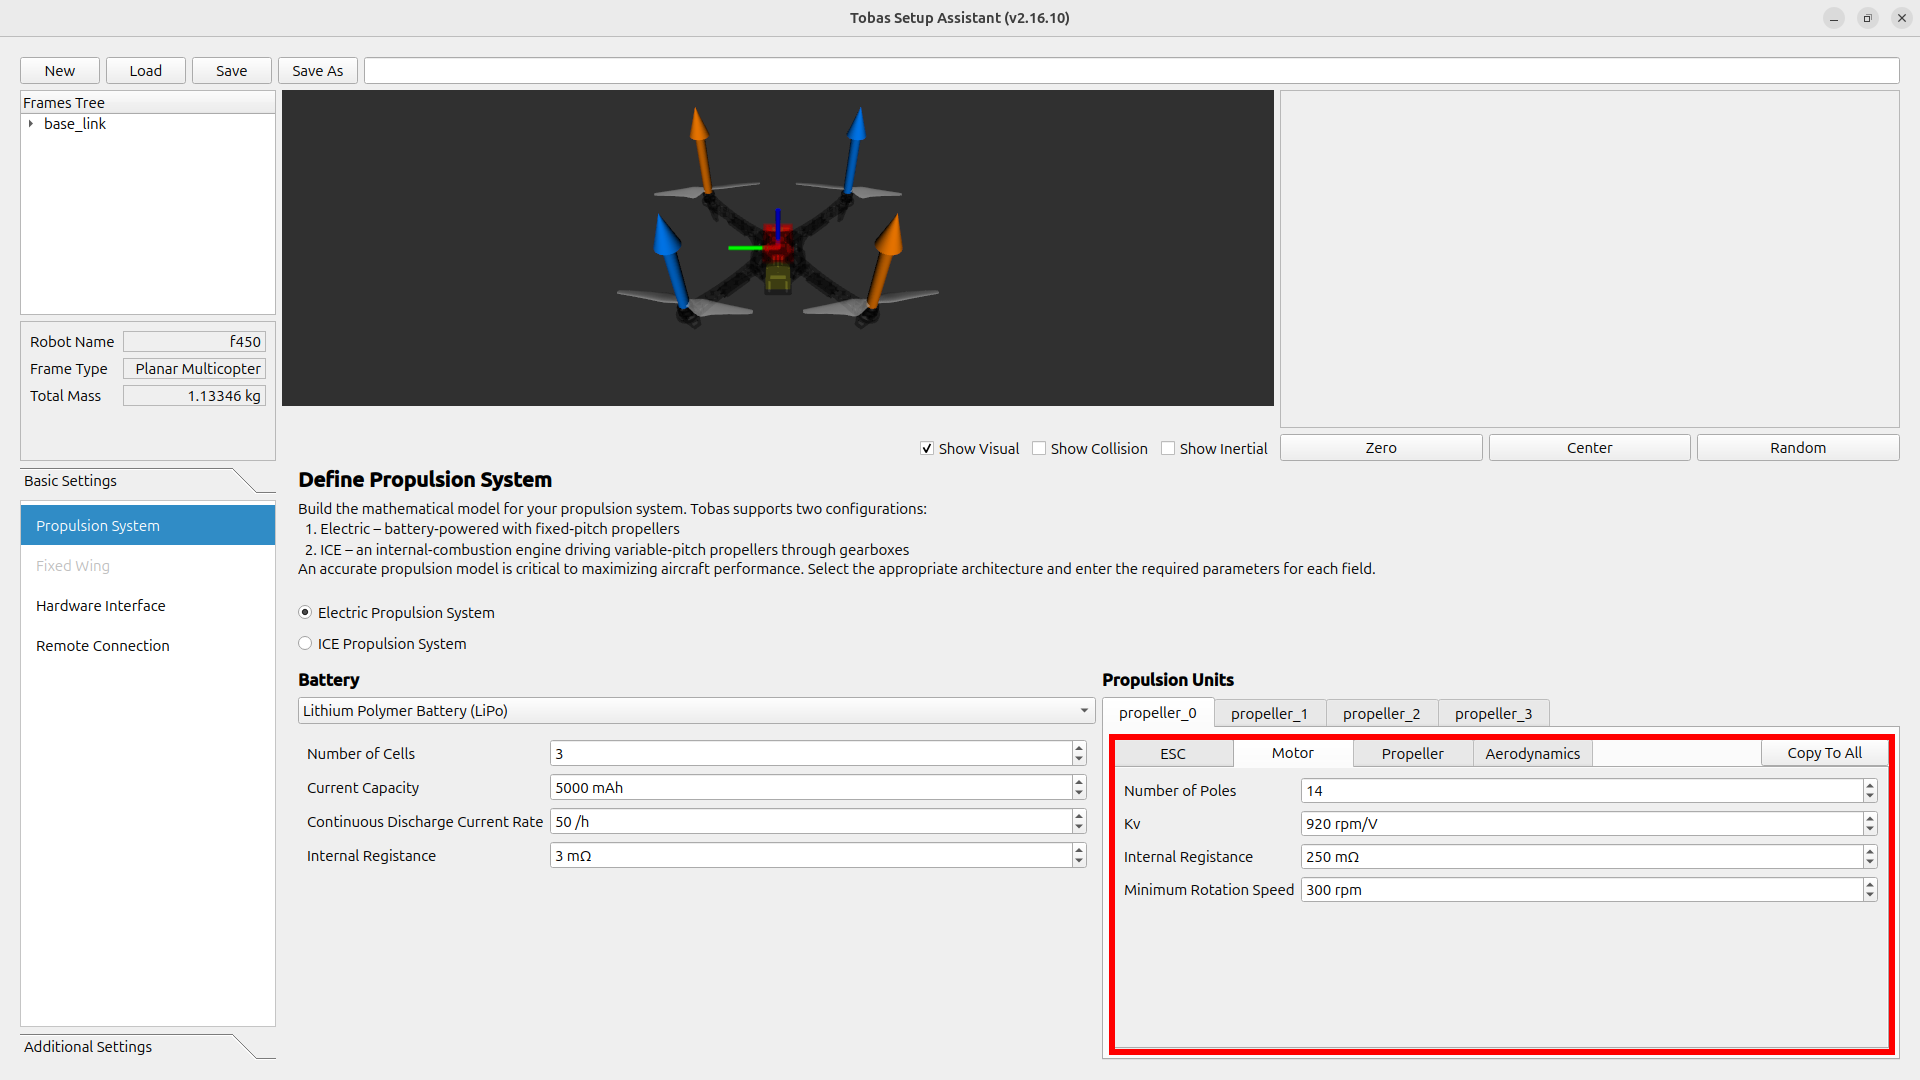 Tobas Setup Assistant (v2.16.10)
New
Load
Save
Save As
Frames Tree
base_link
Robot Name
f450
Frame Type
Planar Multicopter
Total Mass
1.13346 kg
Show Visual
Show Collision
Show Inertial
Zero
Center
Random
Basic Settings
Propulsion System
Fixed Wing
Hardware Interface
Remote Connection
Additional Settings
Define Propulsion System
Build the mathematical model for your propulsion system. Tobas supports two configurations:
1. Electric – battery-powered with fixed-pitch propellers
2. ICE – an internal-combustion engine driving variable-pitch propellers through gearboxes
An accurate propulsion model is critical to maximizing aircraft performance. Select the appropriate architecture and enter the required parameters for each field.
Electric Propulsion System
ICE Propulsion System
Battery
Lithium Polymer Battery (LiPo)
Number of Cells
3
Current Capacity
5000 mAh
Continuous Discharge Current Rate
50 /h
Internal Registance
3 mΩ
Propulsion Units
propeller_0
propeller_1
propeller_2
propeller_3
ESC
Motor
Propeller
Aerodynamics
Copy To All
Number of Poles
14
Kv
920 rpm/V
Internal Registance
250 mΩ
Minimum Rotation Speed
300 rpm